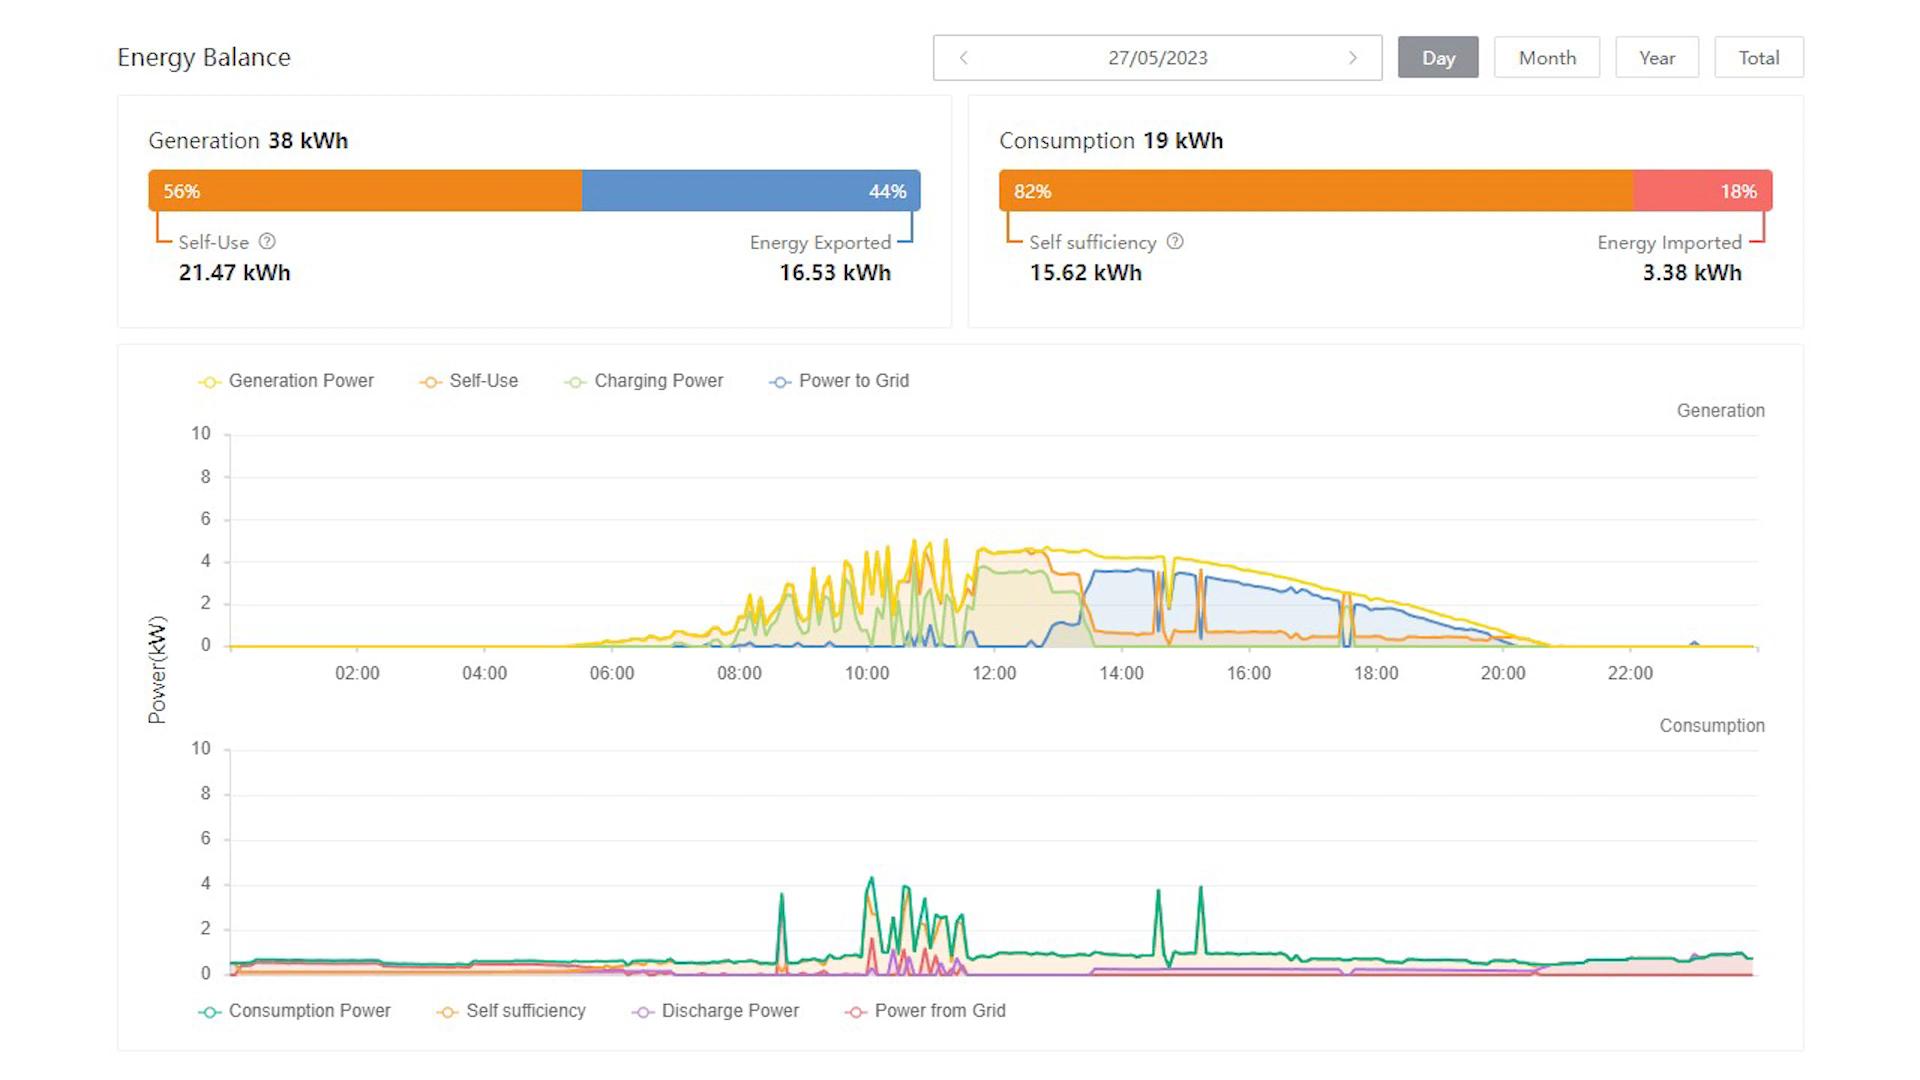 Energy Balance
27/05/2023
Day
Month
Year
Total
Generation 38 kWh
56%
44%
Self-Use
Energy Exported
21.47 kWh
16.53 kWh
Consumption 19 kWh
82%
18%
Self sufficiency
Energy Imported
15.62 kWh
3.38 kWh
Generation Power
Self-Use
Charging Power
Power to Grid
Generation
10
8
6
4
2
0
02:00
04:00
06:00
08:00
10:00
12:00
14:00
16:00
18:00
20:00
22:00
Power(kW)
Consumption
10
8
6
4
2
0
Consumption Power
Self sufficiency
Discharge Power
Power from Grid